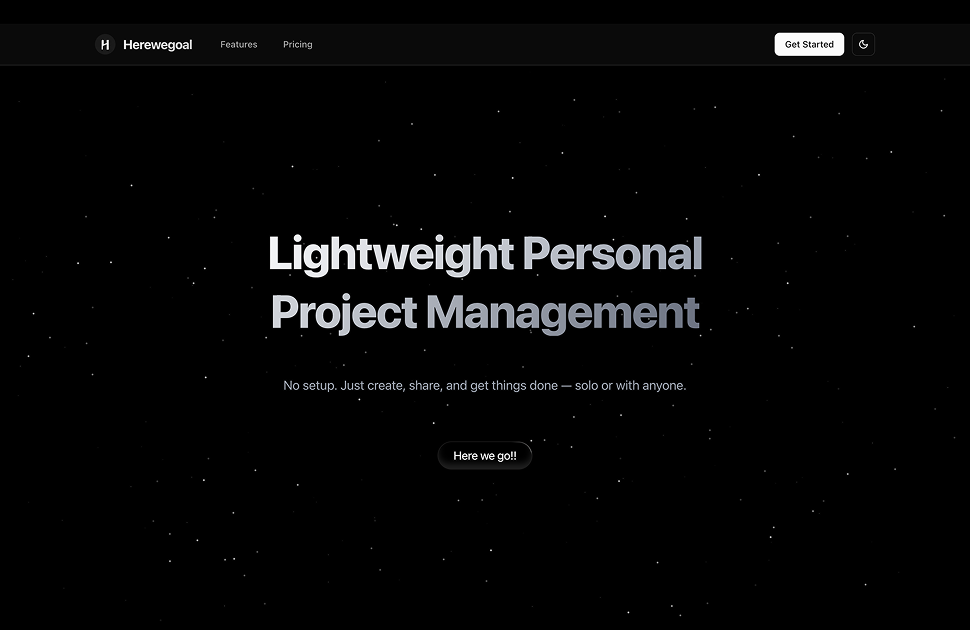 H Herewegoal Features Pricing Get Started
Lightweight Personal
Project Management
No setup. Just create, share, and get things done — solo or with anyone.
Here we go!!